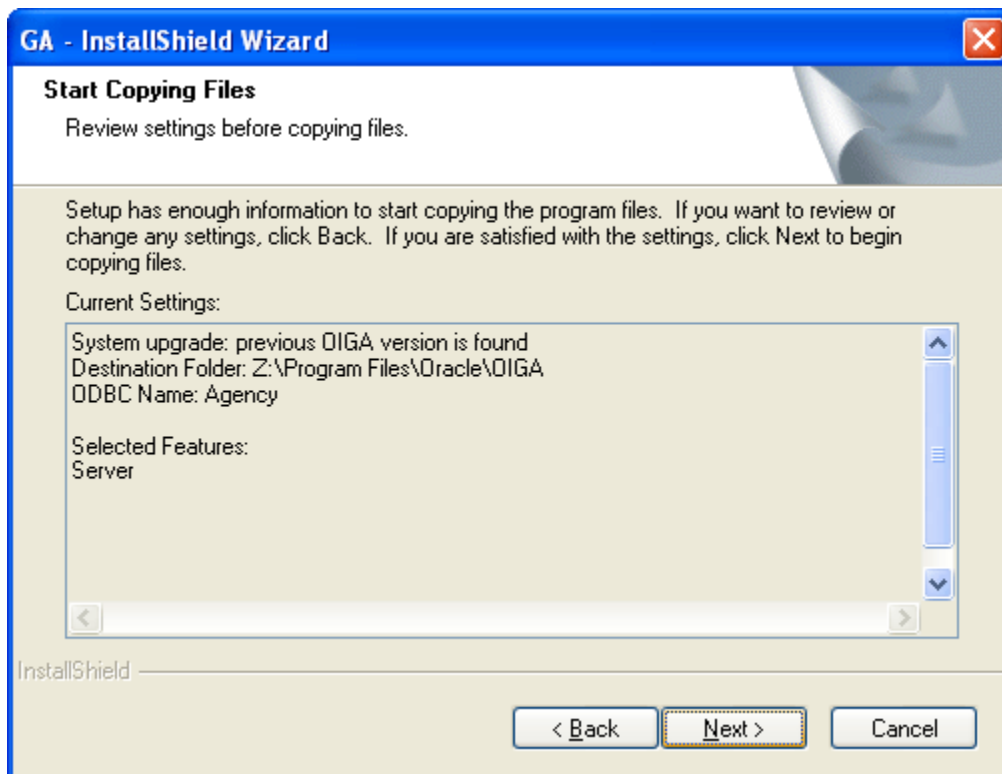 GA - InstallShield Wizard
Start Copying Files
Review settings before copying files.
Setup has enough information to start copying the program files.  If you want to review or
change any settings, click Back.  If you are satisfied with the settings, click Next to begin
copying files.
Current Settings:
System upgrade: previous OIGA version is found
Destination Folder: Z:\Program Files\Oracle\OIGA
ODBC Name: Agency
Selected Features:
Server
InstallShield
< Back
Next >
Cancel